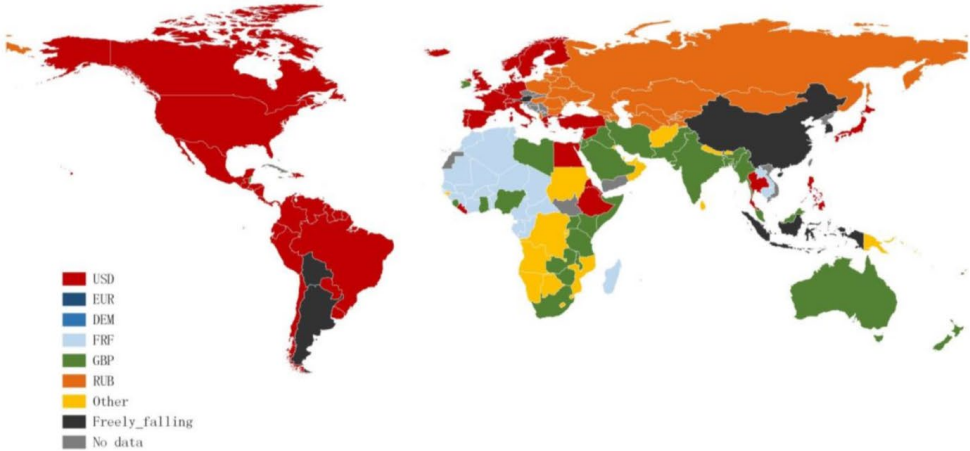 USD
EUR
DEM
FRF
GBP
RUB
Other
Freely_falling
No data